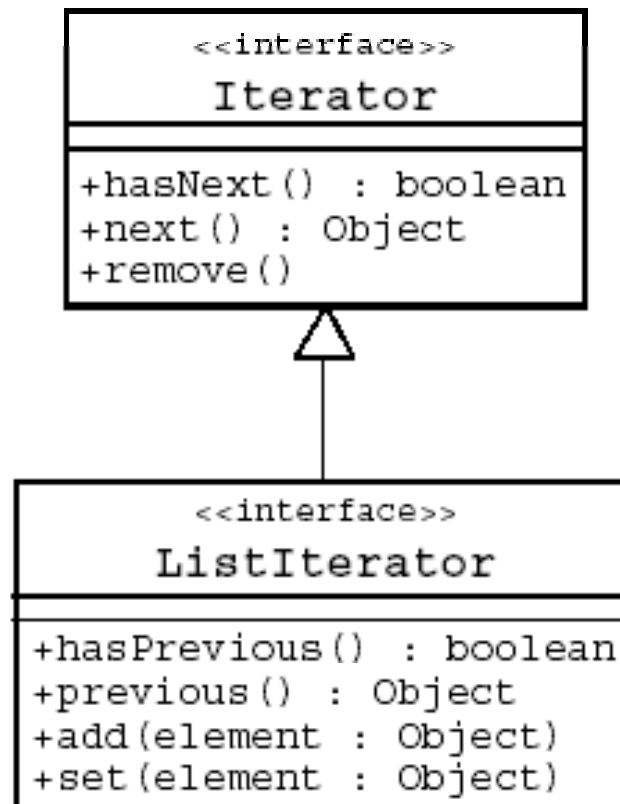 <<interface>>
Iterator
+hasNext() : boolean
+next() : Object
+remove()
<<interface>>
ListIterator
+hasPrevious() : boolean
+previous() : Object
+add(element : Object)
+set(element : Object)